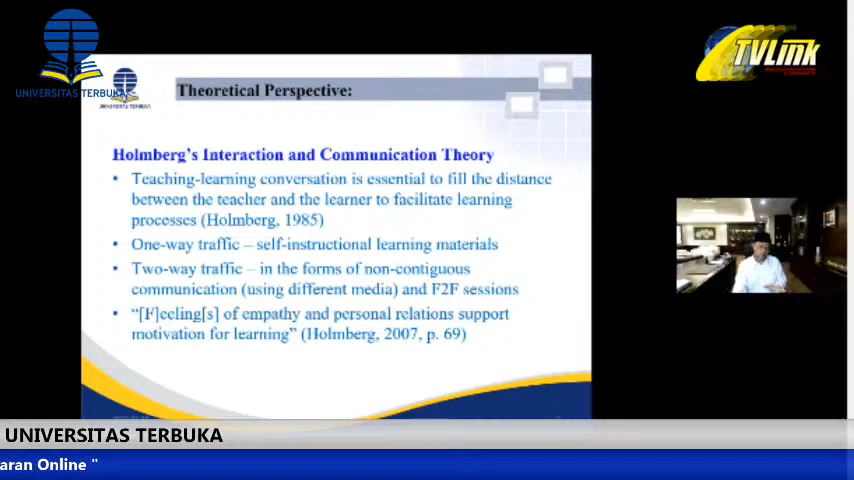 UNIVERSITAS TERBUKA
TVLink
UNIVERSITAS TERBUKA
Theoretical Perspective:
Holmberg's Interaction and Communication Theory
• Teaching-learning conversation is essential to fill the distance
between the teacher and the learner to facilitate learning
processes (Holmberg, 1985)
• One-way traffic – self-instructional learning materials
• Two-way traffic – in the forms of non-contiguous
communication (using different media) and F2F sessions
• “[F]eeling[s] of empathy and personal relations support
motivation for learning” (Holmberg, 2007, p. 69)
UNIVERSITAS TERBUKA
aran Online "